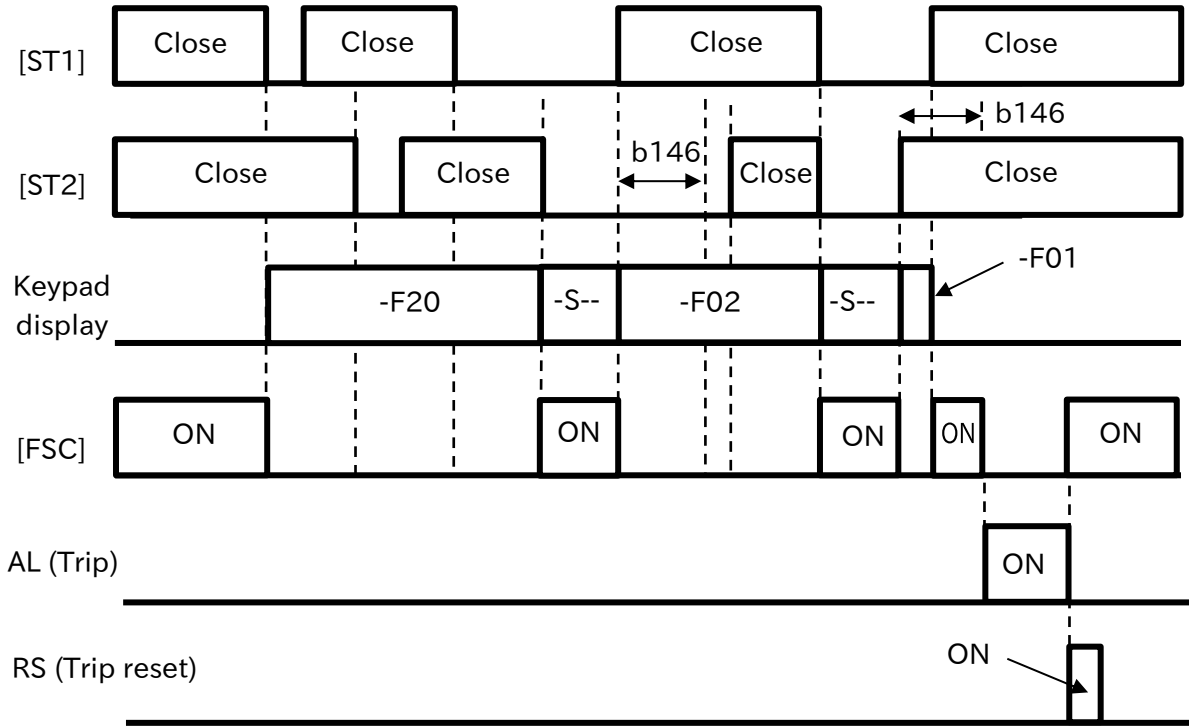 [ST1]
Close
Close
Close
Close
b146
[ST2]
Close
Close
b146
Close
Close
Keypad
display
-F20
-S--
-F02
-S--
-F01
[FSC]
ON
ON
ON
ON
ON
AL (Trip)
ON
RS (Trip reset)
ON